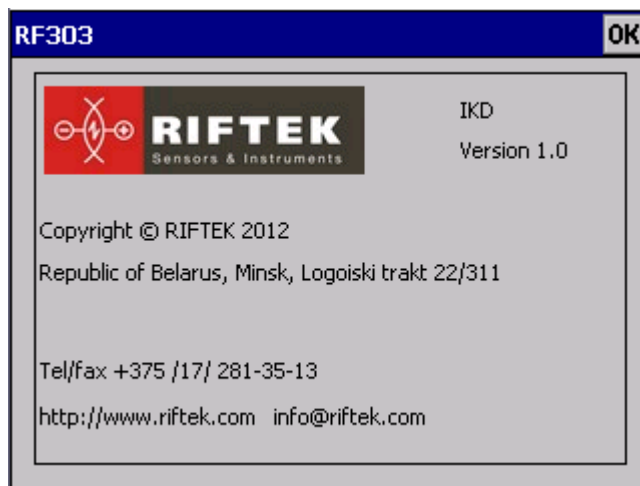 RF303 OK
RIFTEK
Sensors & Instruments
IKD
Version 1.0
Copyright © RIFTEK 2012
Republic of Belarus, Minsk, Logoiski trakt 22/311
Tel/fax +375 /17/ 281-35-13
http://www.riftek.com info@riftek.com